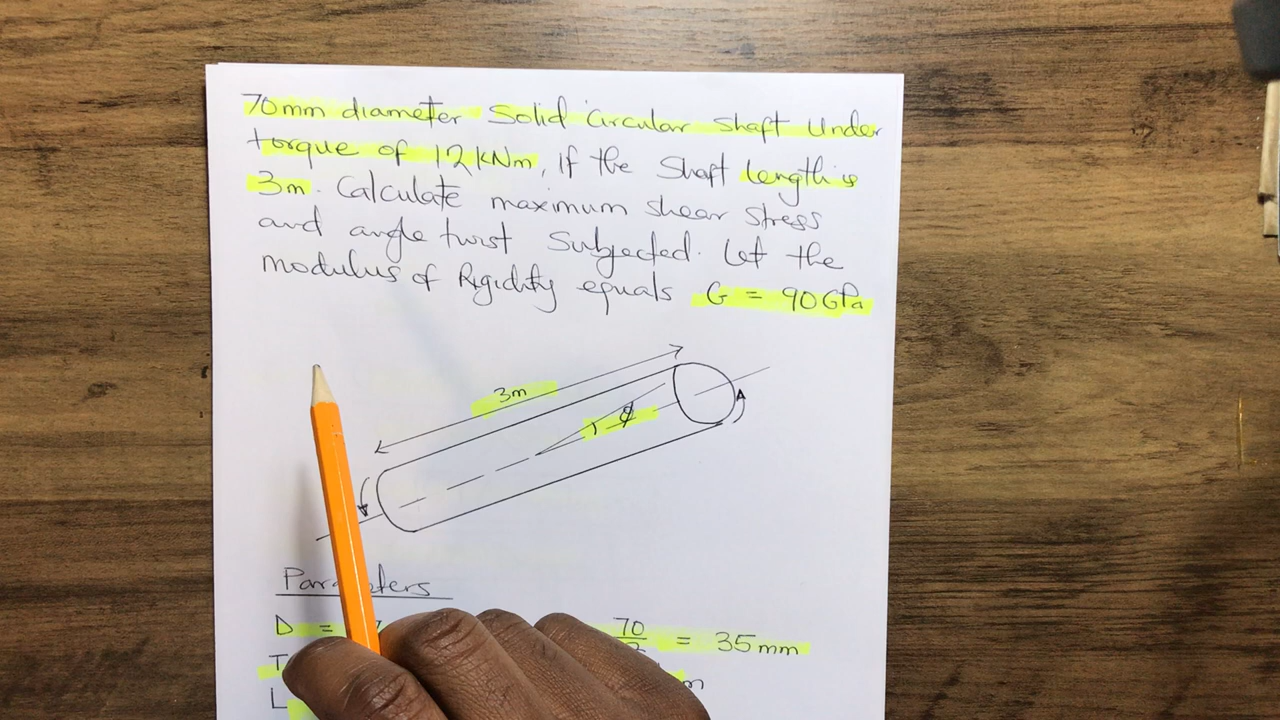 70mm diameter Solid Circular shaft Under
torque of 12kNm, if the shaft length is
3m. Calculate maximum shear stress
and angle twist subjected. Let the
modulus of Rigidity equals G = 90GPa
3m
ϕ
Parameters
D = 70/2 = 35mm
T m
L